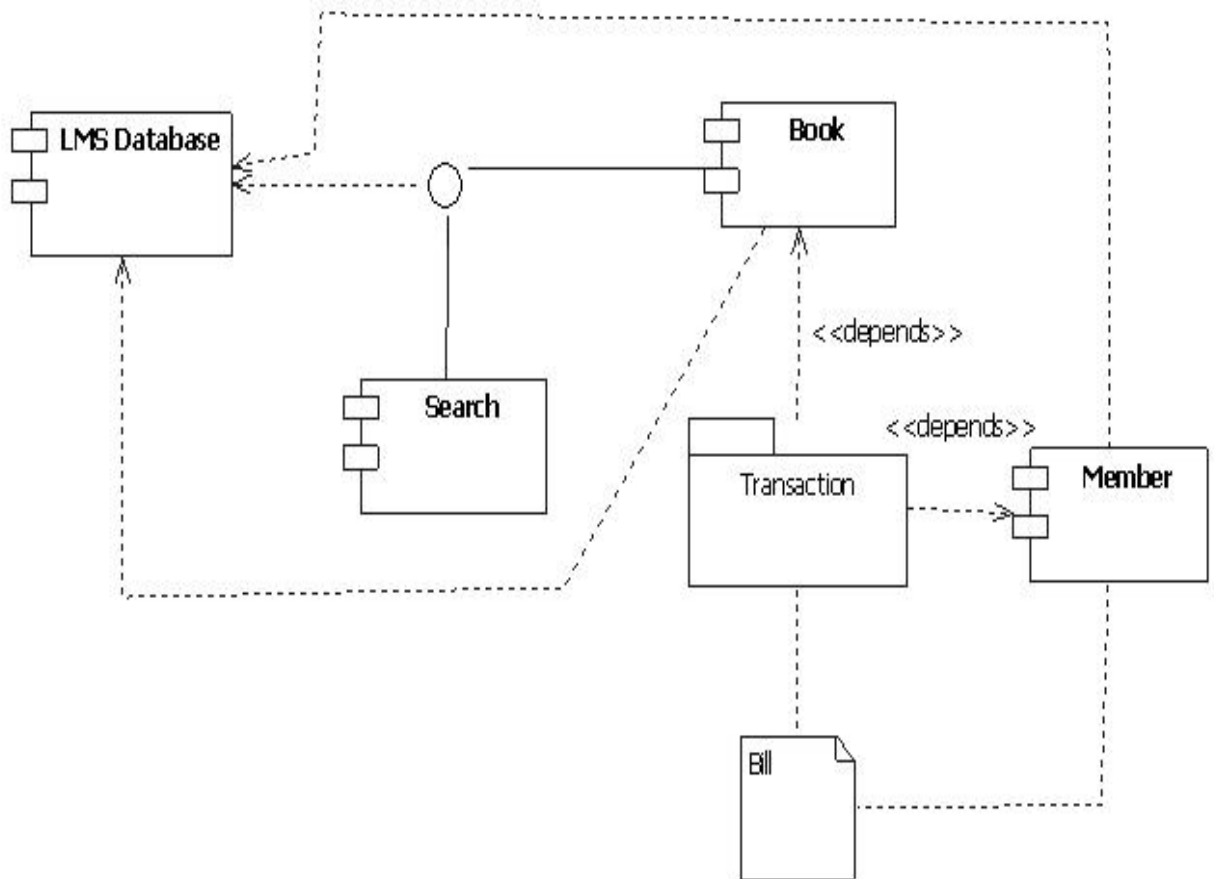 LMS Database
Book
<<depends>>
Search
<<depends>>
Transaction
Member
Bill